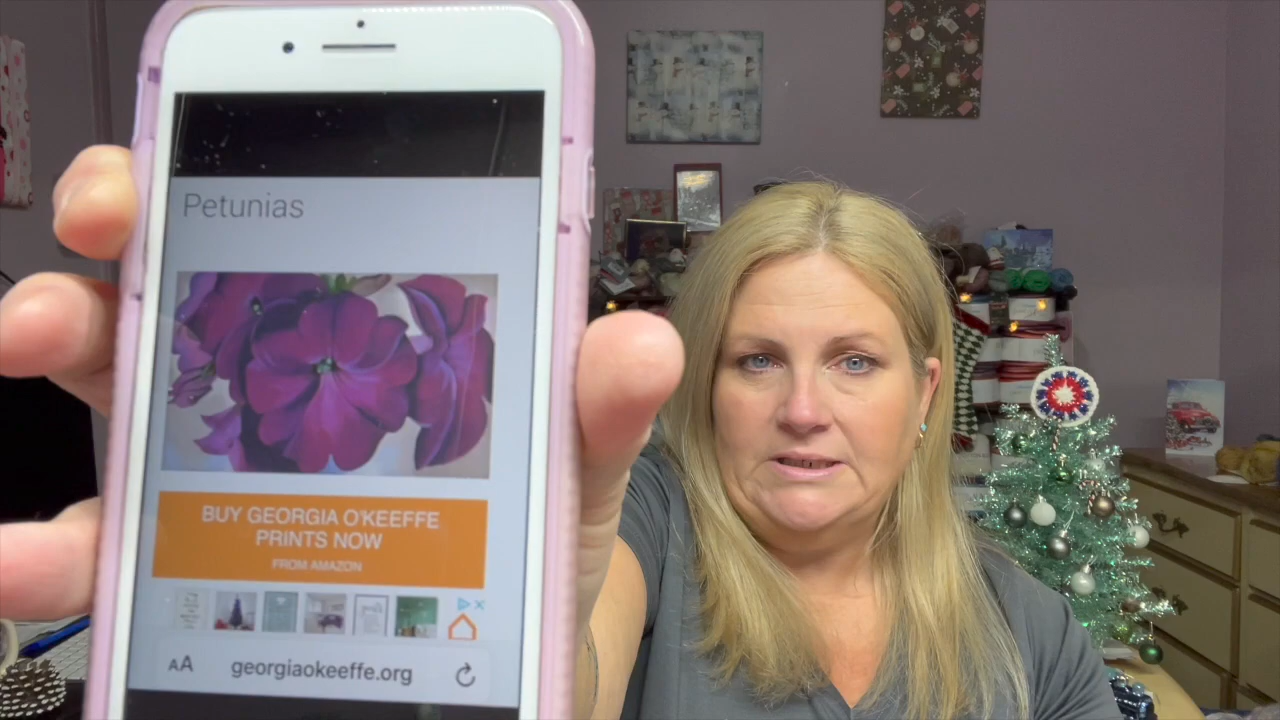 Petunias
BUY GEORGIA O'KEEFFE
PRINTS NOW
FROM AMAZON
AA
georgiaokeeffe.org